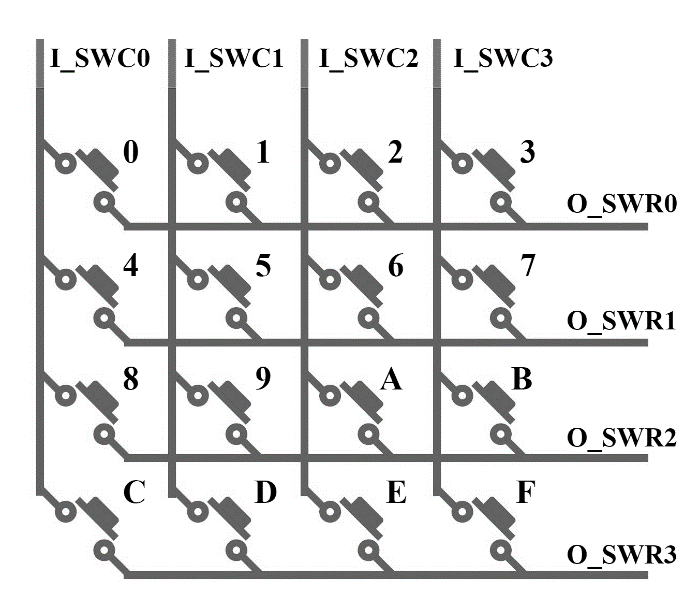 I_SWC0 I_SWC1 I_SWC2 I_SWC3
0 1 2 3
O_SWR0
4 5 6 7
O_SWR1
8 9 A B
O_SWR2
C D E F
O_SWR3